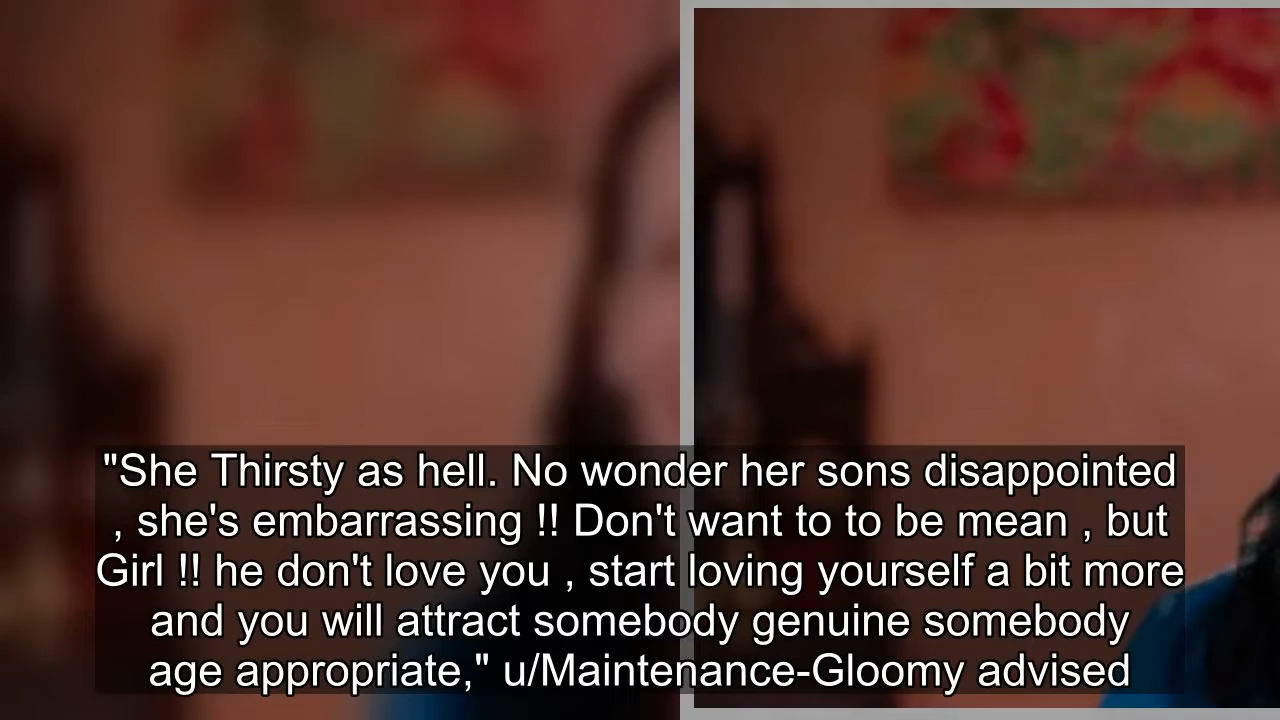 "She Thirsty as hell. No wonder her sons disappointed
, she's embarrassing !! Don't want to to be mean , but
Girl !! he don't love you , start loving yourself a bit more
and you will attract somebody genuine somebody
age appropriate," u/Maintenance-Gloomy advised